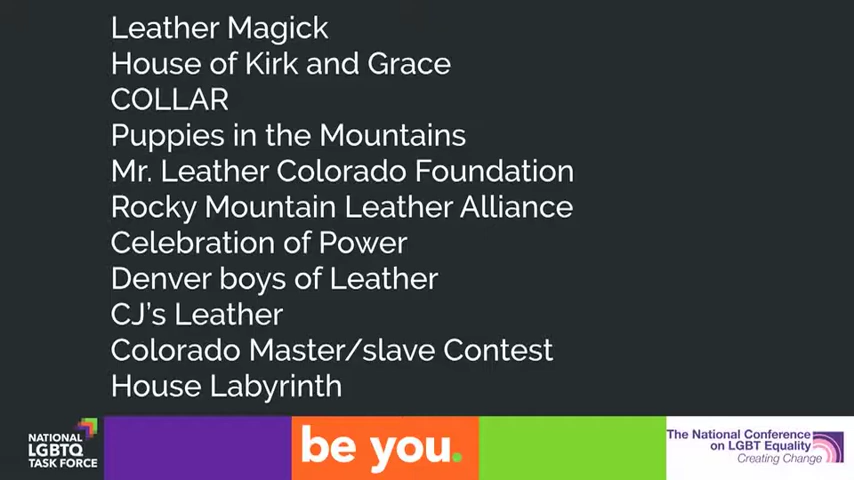 Leather Magick
House of Kirk and Grace
COLLAR
Puppies in the Mountains
Mr. Leather Colorado Foundation
Rocky Mountain Leather Alliance
Celebration of Power
Denver boys of Leather
CJ's Leather
Colorado Master/slave Contest
House Labyrinth
NATIONAL
LGBTQ
TASK FORCE
be you.
The National Conference
on LGBT Equality
Creating Change